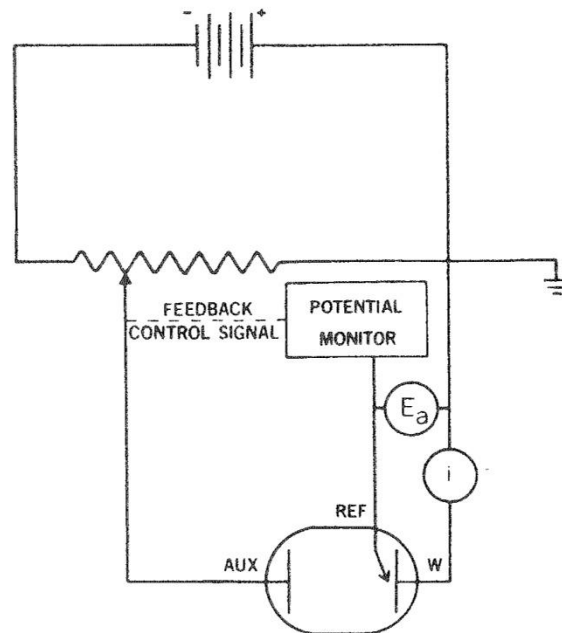 - +
FEEDBACK
CONTROL SIGNAL
POTENTIAL
MONITOR
Ea
i
REF
AUX
W